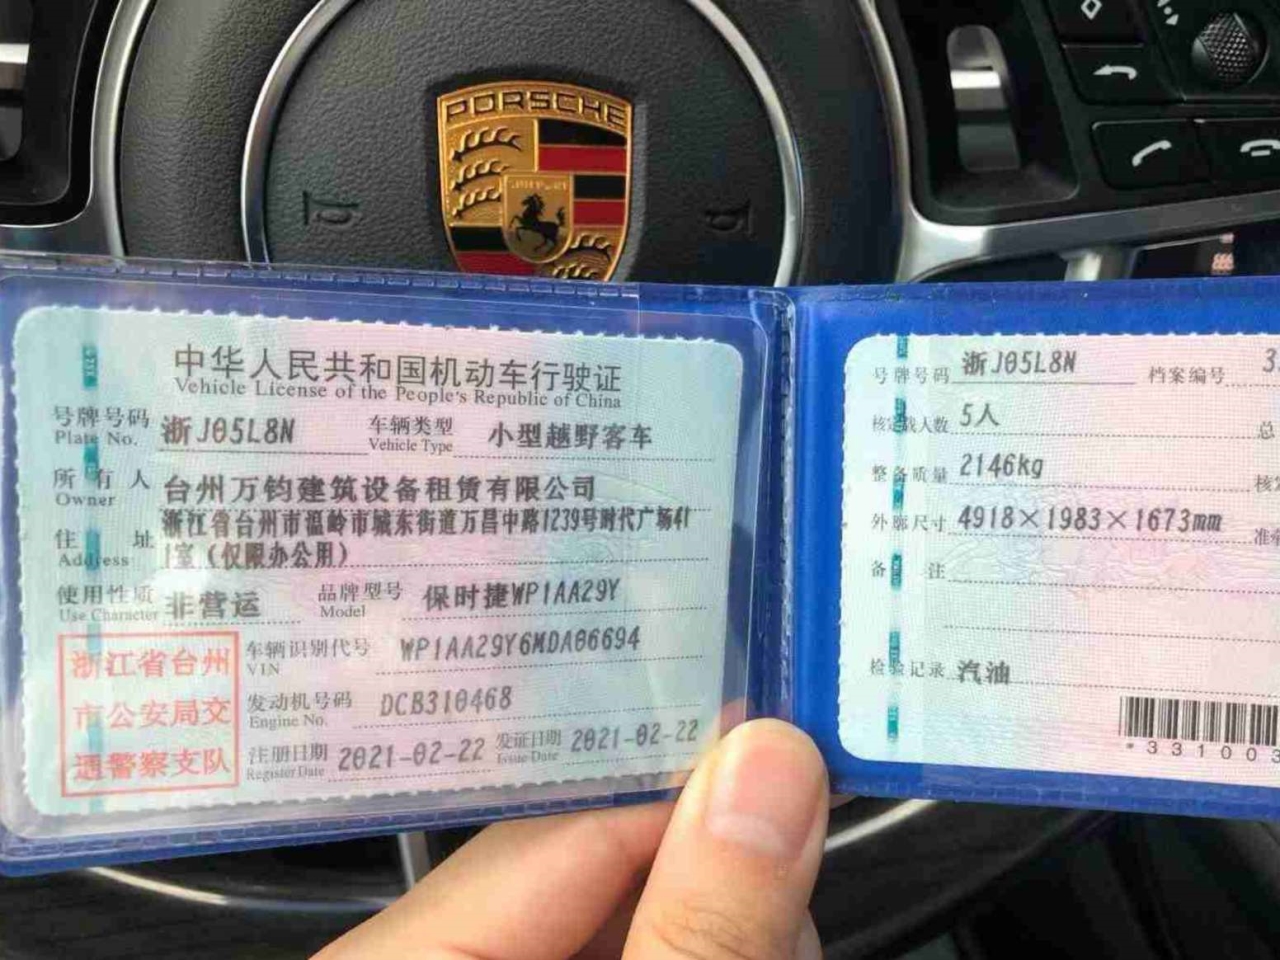 PORSCHE
中华人民共和国机动车行驶证
Vehicle License of the People's Republic of China
号牌号码 浙J05L8N 车辆类型 小型越野客车
Plate No. Vehicle Type
所有人 台州万钧建筑设备租赁有限公司
Owner
住址 浙江省台州市温岭市城东街道万昌中路1239号时代广场41
1室（仅限办公用）
Address
使用性质 非营运 品牌型号 保时捷WP1AA29Y
Use Character Model
浙江省台州
市公安局交
通警察支队
车辆识别代号 WP1AA29Y6MDA06694
VIN
发动机号码 DCB310468
Engine No.
注册日期 2021-02-22 发证日期 2021-02-22
Register Date Issue Date
号牌号码 浙J05L8N 档案编号 3
核定载人数 5人 总
整备质量 2146kg 核
外廓尺寸 4918×1983×1673mm 准牵
备注
检验记录 汽油
*331003